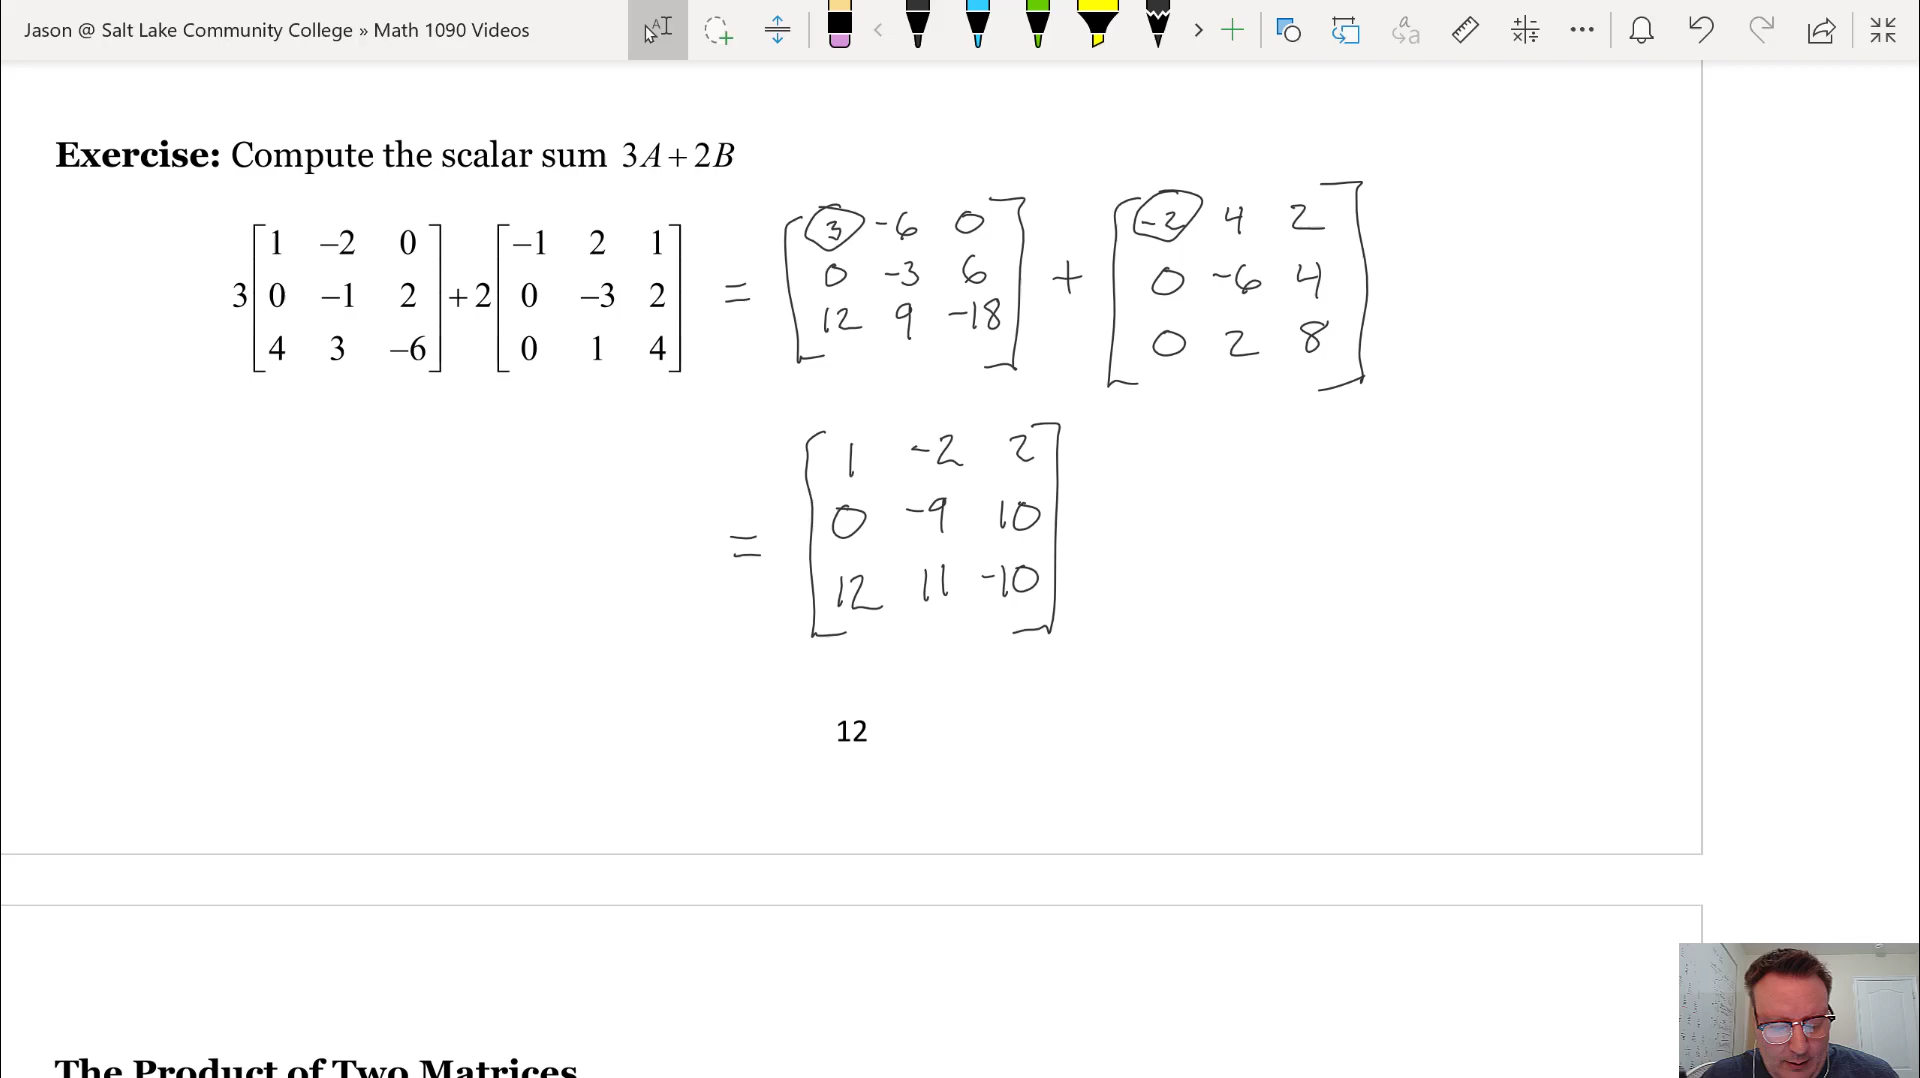 Jason @ Salt Lake Community College » Math 1090 Videos
Exercise: Compute the scalar sum 3A + 2B
3 [1 −2 0; 0 −1 2; 4 3 −6] + 2 [−1 2 1; 0 −3 2; 0 1 4] = [3 -6 0; 0 -3 6; 12 9 -18] + [-2 4 2; 0 -6 4; 0 2 8]
= [1 -2 2; 0 -9 10; 12 11 -10]
12
The Product of Two Matrices